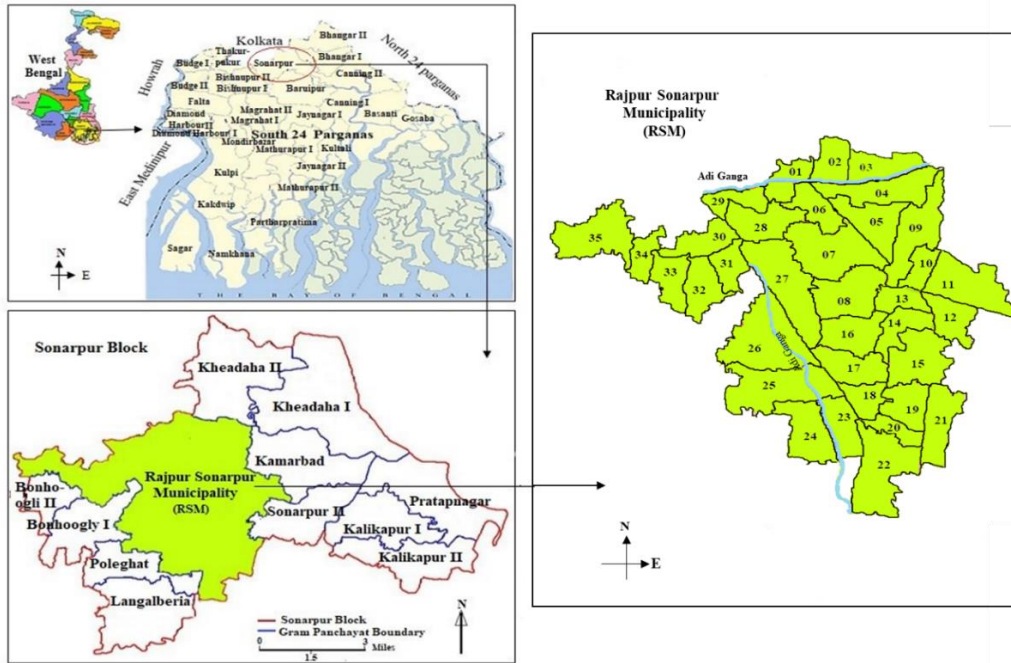 West
Bengal
Kolkata
Howrah
East Medinipur
North 24 parganas
Bhangar II
Thakur-
pukur
Budge I
Sonarpur
Bhangar I
Canning II
Bishnupur II
Bishnupur I
Budge II
Baruipur
Falta
Magrahat II
Canning I
Diamond
HarbourII
Magrahat I
Jaynagar I
Basanti
Gosaba
Diamond Harbour I
South 24 Parganas
Mondirbazar
Mathurapur I
Kultuli
Kulpi
Jaynagar II
Mathurapur II
Kakdwip
Partharpratima
Sagar
Namkhana
THE BAY OF BENGAL
N
E
Sonarpur Block
Kheadaha II
Kheadaha I
Kamarbad
Rajpur Sonarpur
Municipality
(RSM)
Bonho-
ogli II
Bonhoogly I
Sonarpur II
Pratapnagar
Kalikapur I
Kalikapur II
Poleghat
Langalberia
Sonarpur Block
Gram Panchayat Boundary
0
3
Miles
1.5
N
Rajpur Sonarpur
Municipality
(RSM)
Adi Ganga
02
03
01
04
29
06
05
28
09
30
35
34
31
07
10
33
27
11
32
08
13
12
14
16
Adi Ganga
26
17
15
25
18
19
23
20
21
24
22
N
E